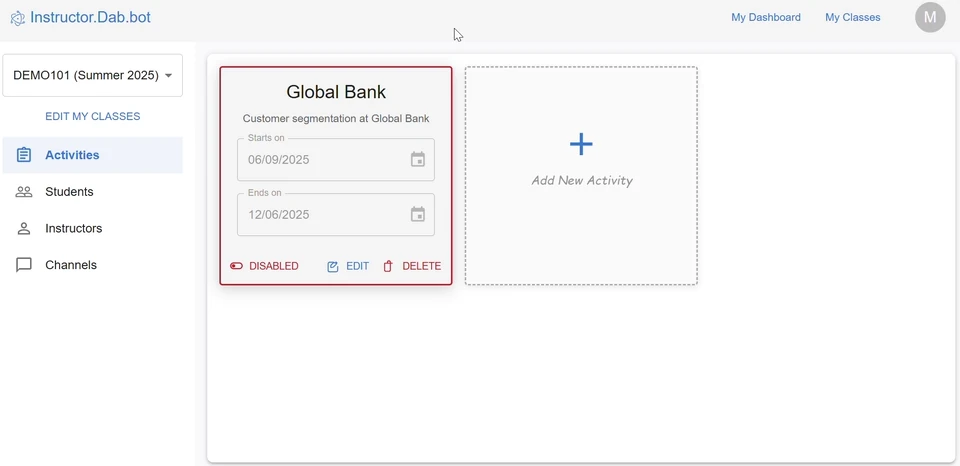 Instructor.Dab.bot
My Dashboard
My Classes
M
DEMO101 (Summer 2025)
EDIT MY CLASSES
Activities
Students
Instructors
Channels
Global Bank
Customer segmentation at Global Bank
Starts on
06/09/2025
Ends on
12/06/2025
DISABLED
EDIT
DELETE
Add New Activity